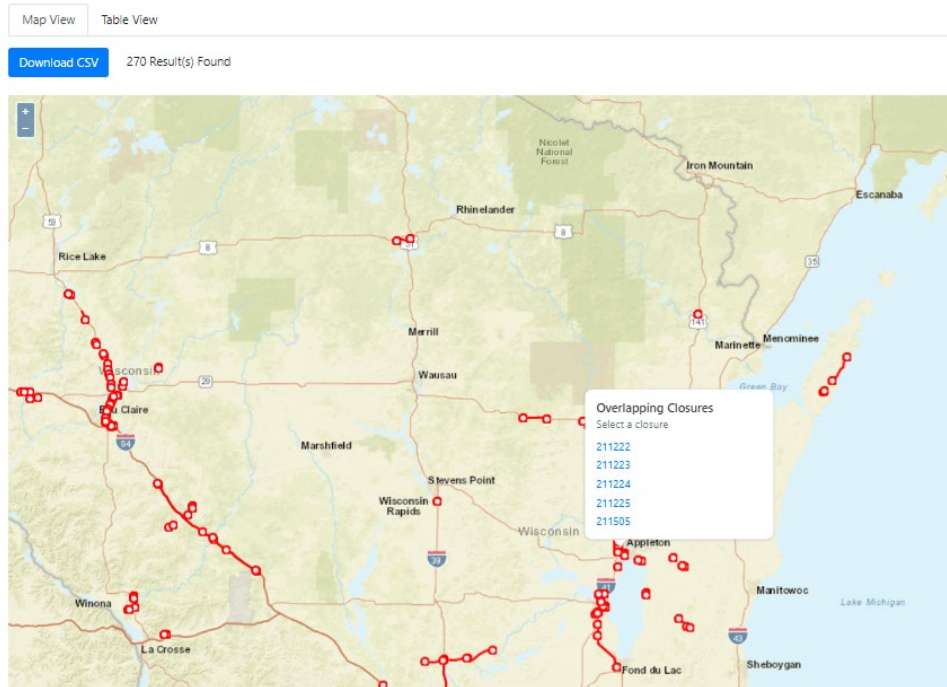 Map View
Table View
Download CSV
270 Result(s) Found
+
−
Nicolet
National
Forest
Iron Mountain
Escanaba
Rhinelander
53
8
8
51
35
Rice Lake
Merrill
141
Marinette
Menominee
Wisconsin
29
Wausau
Green Bay
Eau Claire
94
Marshfield
Overlapping Closures
Select a closure
211222
211223
211224
211225
211505
Stevens Point
Wisconsin
Rapids
Wisconsin
Appleton
39
41
Manitowoc
Winona
Lake Michigan
43
La Crosse
Fond du Lac
Sheboygan